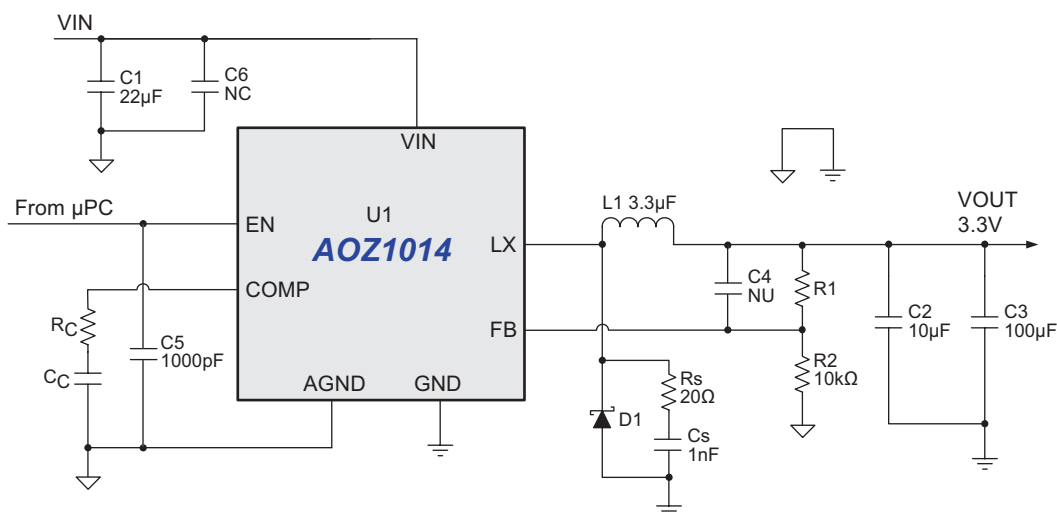 VIN
C1
22µF
C6
NC
VIN
From µPC
EN
U1
AOZ1014
LX
L1 3.3µF
VOUT
3.3V
COMP
C4
NU
R1
RC
FB
C2
10µF
C3
100µF
C5
1000pF
R2
10kΩ
CC
AGND
GND
Rs
20Ω
D1
Cs
1nF